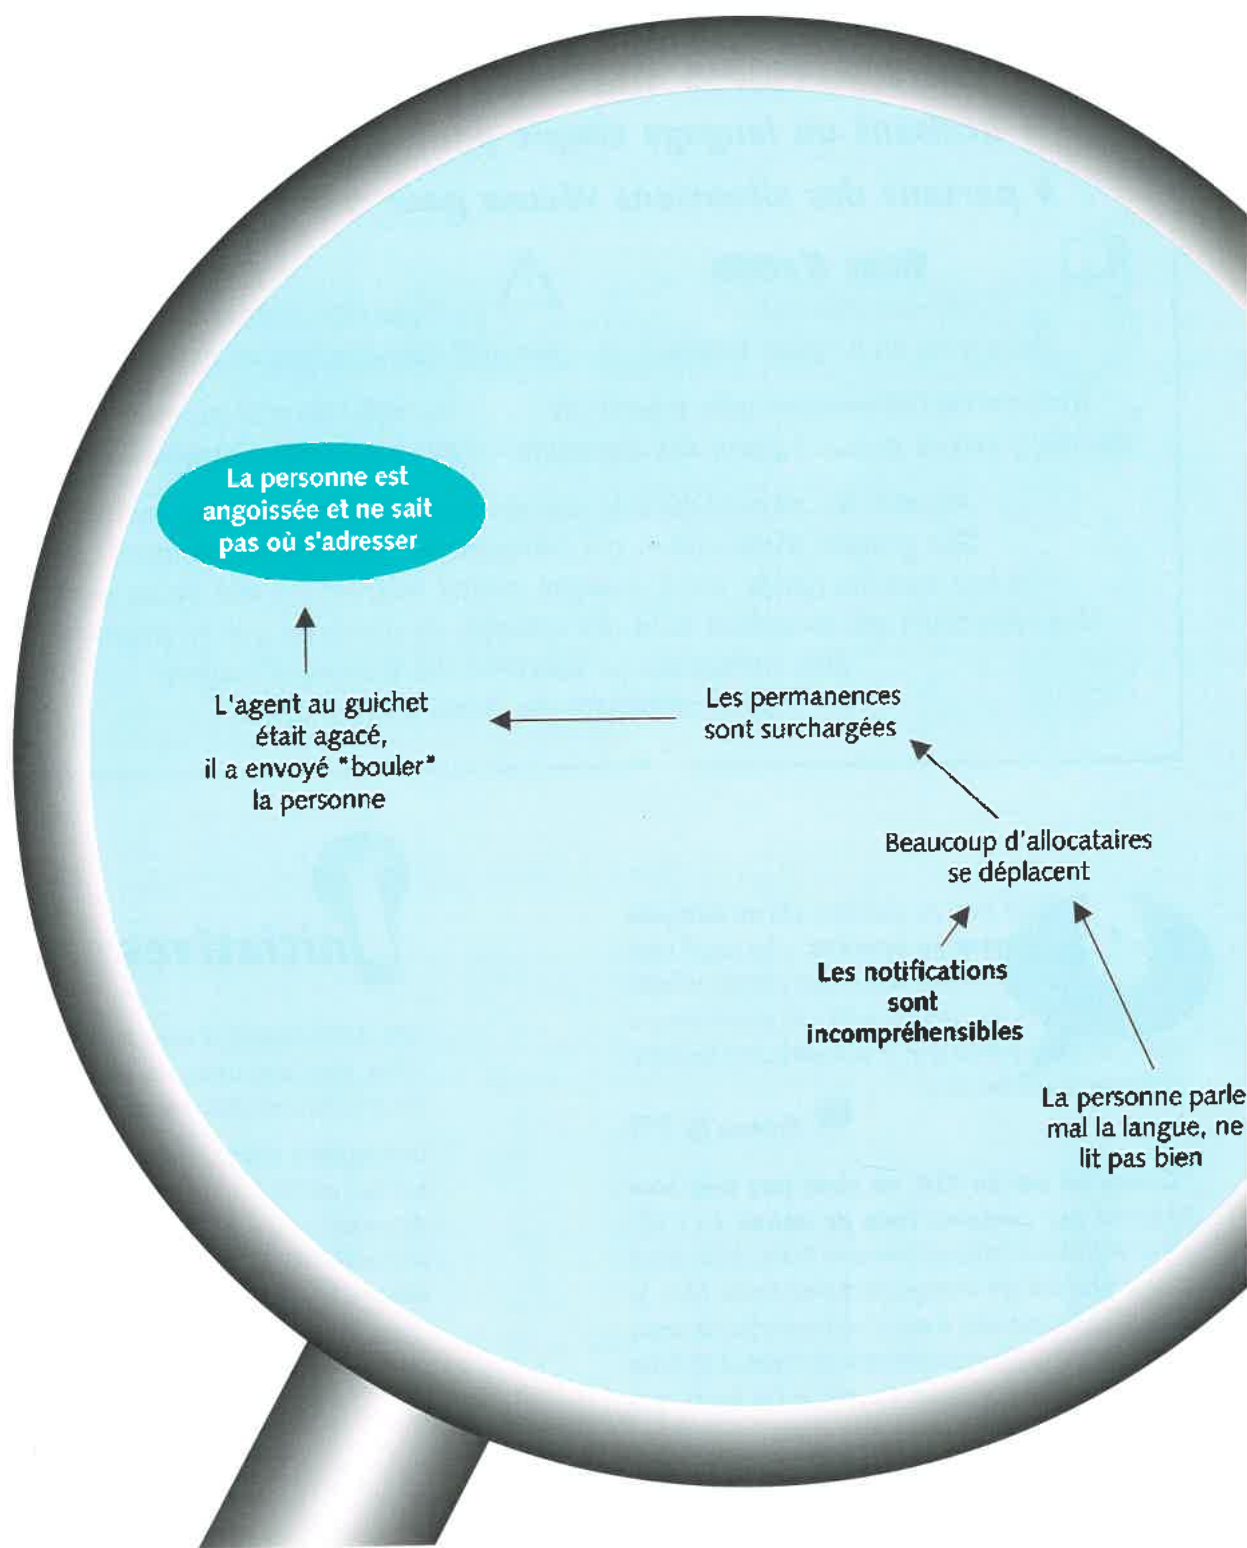 La personne est
angoissée et ne sait
pas où s'adresser
L'agent au guichet
était agacé,
il a envoyé "bouler"
la personne
Les permanences
sont surchargées
Beaucoup d'allocataires
se déplacent
Les notifications
sont
incompréhensibles
La personne parle
mal la langue, ne
lit pas bien